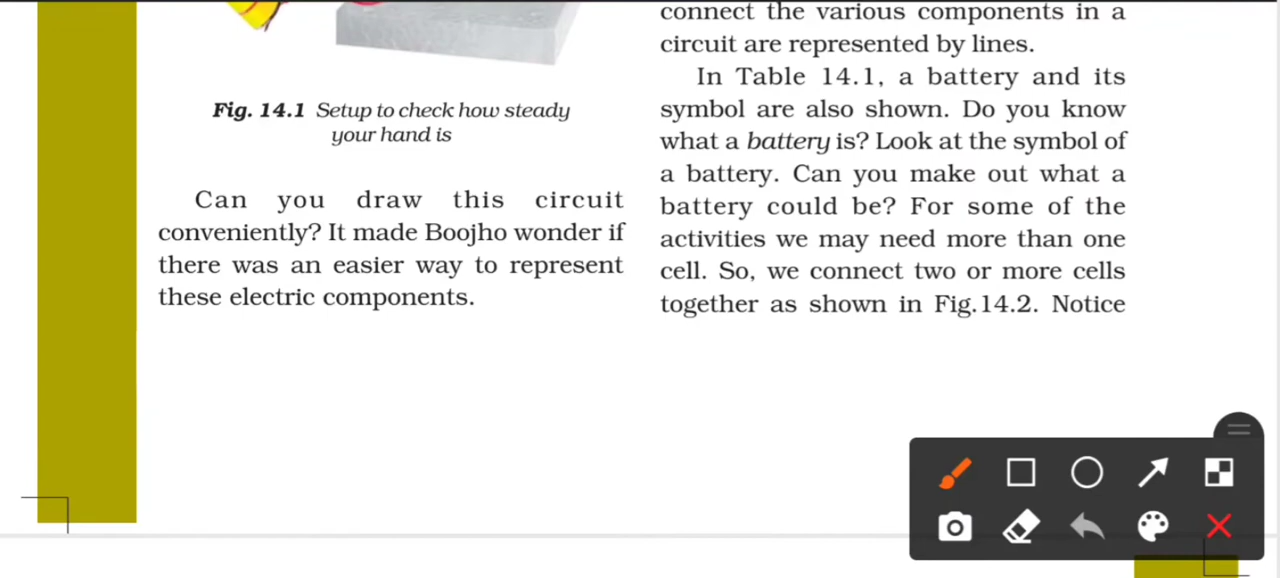 Fig. 14.1 Setup to check how steady
your hand is
Can you draw this circuit
conveniently? It made Boojho wonder if
there was an easier way to represent
these electric components.
connect the various components in a
circuit are represented by lines.
In Table 14.1, a battery and its
symbol are also shown. Do you know
what a battery is? Look at the symbol of
a battery. Can you make out what a
battery could be? For some of the
activities we may need more than one
cell. So, we connect two or more cells
together as shown in Fig.14.2. Notice